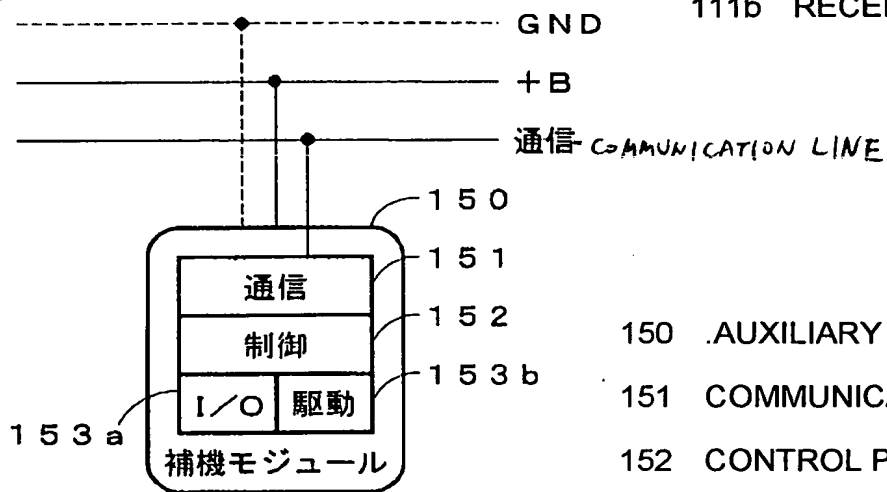 GND
111b RECEI
+B
通信 COMMUNICATION LINE
150
151
通信
152
制御
153b
I/O 駆動
153a
補機モジュール
150 .AUXILIARY
151 COMMUNICA
152 CONTROL P